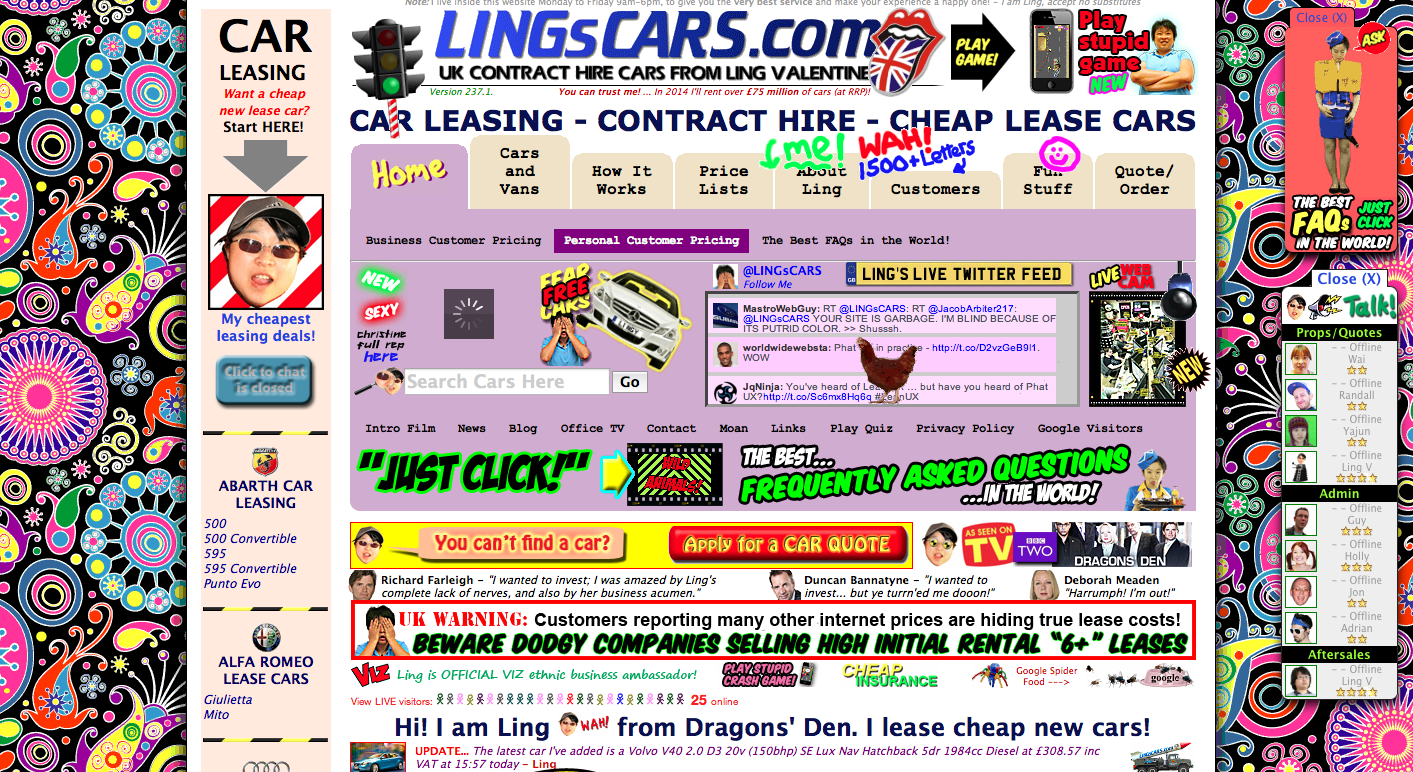 Note: I live inside this website Monday to Friday 9am-6pm, to give you the very best service and make your experience a happy one! - I am Ling, accept no substitutes
CAR
LEASING
Want a cheap
new lease car?
Start HERE!
My cheapest
leasing deals!
Click to chat
is closed
ABARTH CAR
LEASING
500
500 Convertible
595
595 Convertible
Punto Evo
ALFA ROMEO
LEASE CARS
Giulietta
Mito
LINGsCARS.com
UK CONTRACT HIRE CARS FROM LING VALENTINE
Version 237.1.
You can trust me! ... In 2014 I'll rent over £75 million of cars (at RRP)!
PLAY
GAME!
Play
stupid
game
NEW
CAR LEASING - CONTRACT HIRE - CHEAP LEASE CARS
me!
WAH!
1500+Letters
Home
Cars
and
Vans
How It
Works
Price
Lists
About
Ling
Customers
Fun
Stuff
Quote/
Order
Business Customer Pricing
Personal Customer Pricing
The Best FAQs in the World!
NEW
SEXY
christine
full rep
here
FEAR
FREE
CARS
LING
Search Cars Here
Go
@LINGsCARS
Follow Me
GB
LING'S LIVE TWITTER FEED
MastroWebGuy: RT @LINGsCARS: RT @JacobArbiter217:
@LINGsCARS YOUR SITE IS GARBAGE. I'M BLIND BECAUSE OF
ITS PUTRID COLOR. >> Shusssh.
worldwidewebsta: Phat in practice - http://t.co/D2vzGeB9l1.
WOW
JqNinja: You've heard of ... but have you heard of Phat
UX?http://t.co/Sc6mx8Hq6q #LeanUX
LIVE WEB
CAM
NEW
Intro Film
News
Blog
Office TV
Contact
Moan
Links
Play Quiz
Privacy Policy
Google Visitors
"JUST CLICK!"
WILD
ANIMALS!
THE BEST...
FREQUENTLY ASKED QUESTIONS
...IN THE WORLD!
You can't find a car?
Apply for a CAR QUOTE
AS SEEN ON
TV
BBC
TWO
DRAGONS' DEN
Richard Farleigh - "I wanted to invest; I was amazed by Ling's
complete lack of nerves, and also by her business acumen."
Duncan Bannatyne - "I wanted to
invest... but ye turrn'ed me dooon!"
Deborah Meaden
"Harrumph! I'm out!"
UK WARNING: Customers reporting many other internet prices are hiding true lease costs!
BEWARE DODGY COMPANIES SELLING HIGH INITIAL RENTAL "6+" LEASES
VIZ
Ling is OFFICIAL VIZ ethnic business ambassador!
PLAY STUPID
CRASH GAME!
CHEAP
INSURANCE
Google Spider
Food --->
google
View LIVE visitors:
25 online
Hi! I am Ling WAH! from Dragons' Den. I lease cheap new cars!
UPDATE... The latest car I've added is a Volvo V40 2.0 D3 20v (150bhp) SE Lux Nav Hatchback 5dr 1984cc Diesel at £308.57 inc
VAT at 15:57 today - Ling
Close (X)
ASK
THE BEST
FAQs
JUST
CLICK
IN THE WORLD!
Close (X)
Talk!
Props/Quotes
- - Offline
Wai
- - Offline
Randall
- - Offline
Yajun
- - Offline
Ling V
Admin
- - Offline
Guy
- - Offline
Holly
- - Offline
Jon
- - Offline
Adrian
Aftersales
- - Offline
Ling V